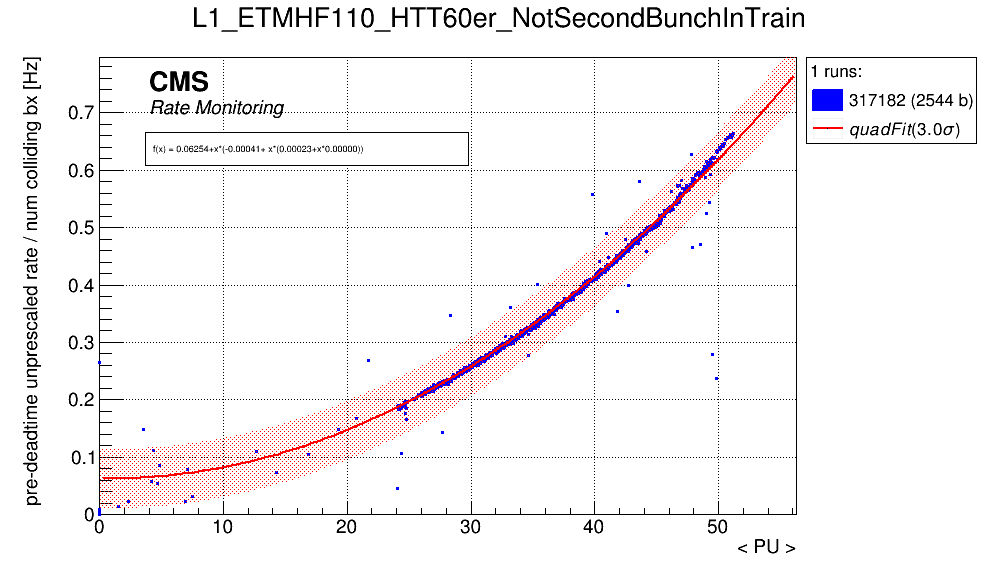 L1_ETMHF110_HTT60er_NotSecondBunchInTrain
pre-deadtime unprescaled rate / num colliding bx [Hz]
CMS
Rate Monitoring
f(x) = 0.06254+x*(-0.00041+ x*(0.00023+x*0.00000))
1 runs:
317182 (2544 b)
quadFit(3.0σ)
0.7
0.6
0.5
0.4
0.3
0.2
0.1
0
0 10 20 30 40 50
< PU >